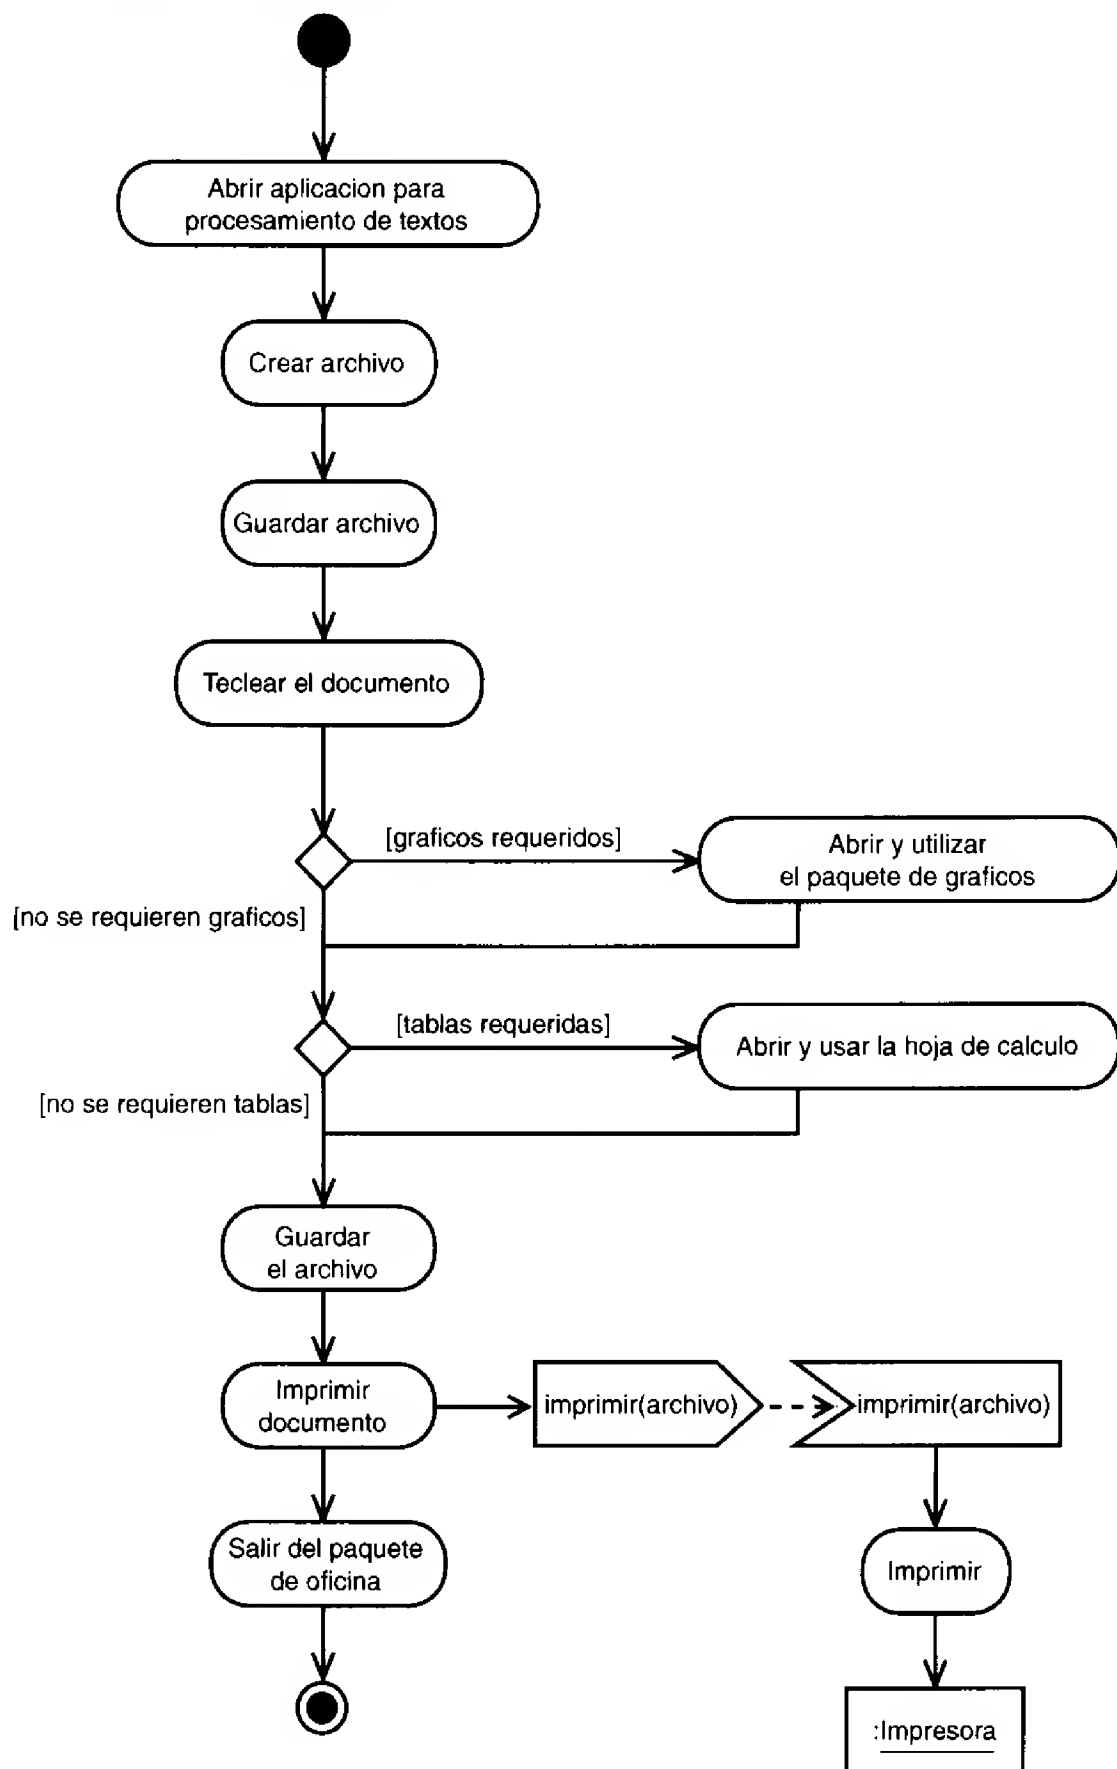 Abrir aplicacion para
procesamiento de textos
Crear archivo
Guardar archivo
Teclear el documento
[graficos requeridos]
Abrir y utilizar
el paquete de graficos
[no se requieren graficos]
[tablas requeridas]
Abrir y usar la hoja de calculo
[no se requieren tablas]
Guardar
el archivo
Imprimir
documento
imprimir(archivo)
imprimir(archivo)
Salir del paquete
de oficina
Imprimir
:Impresora